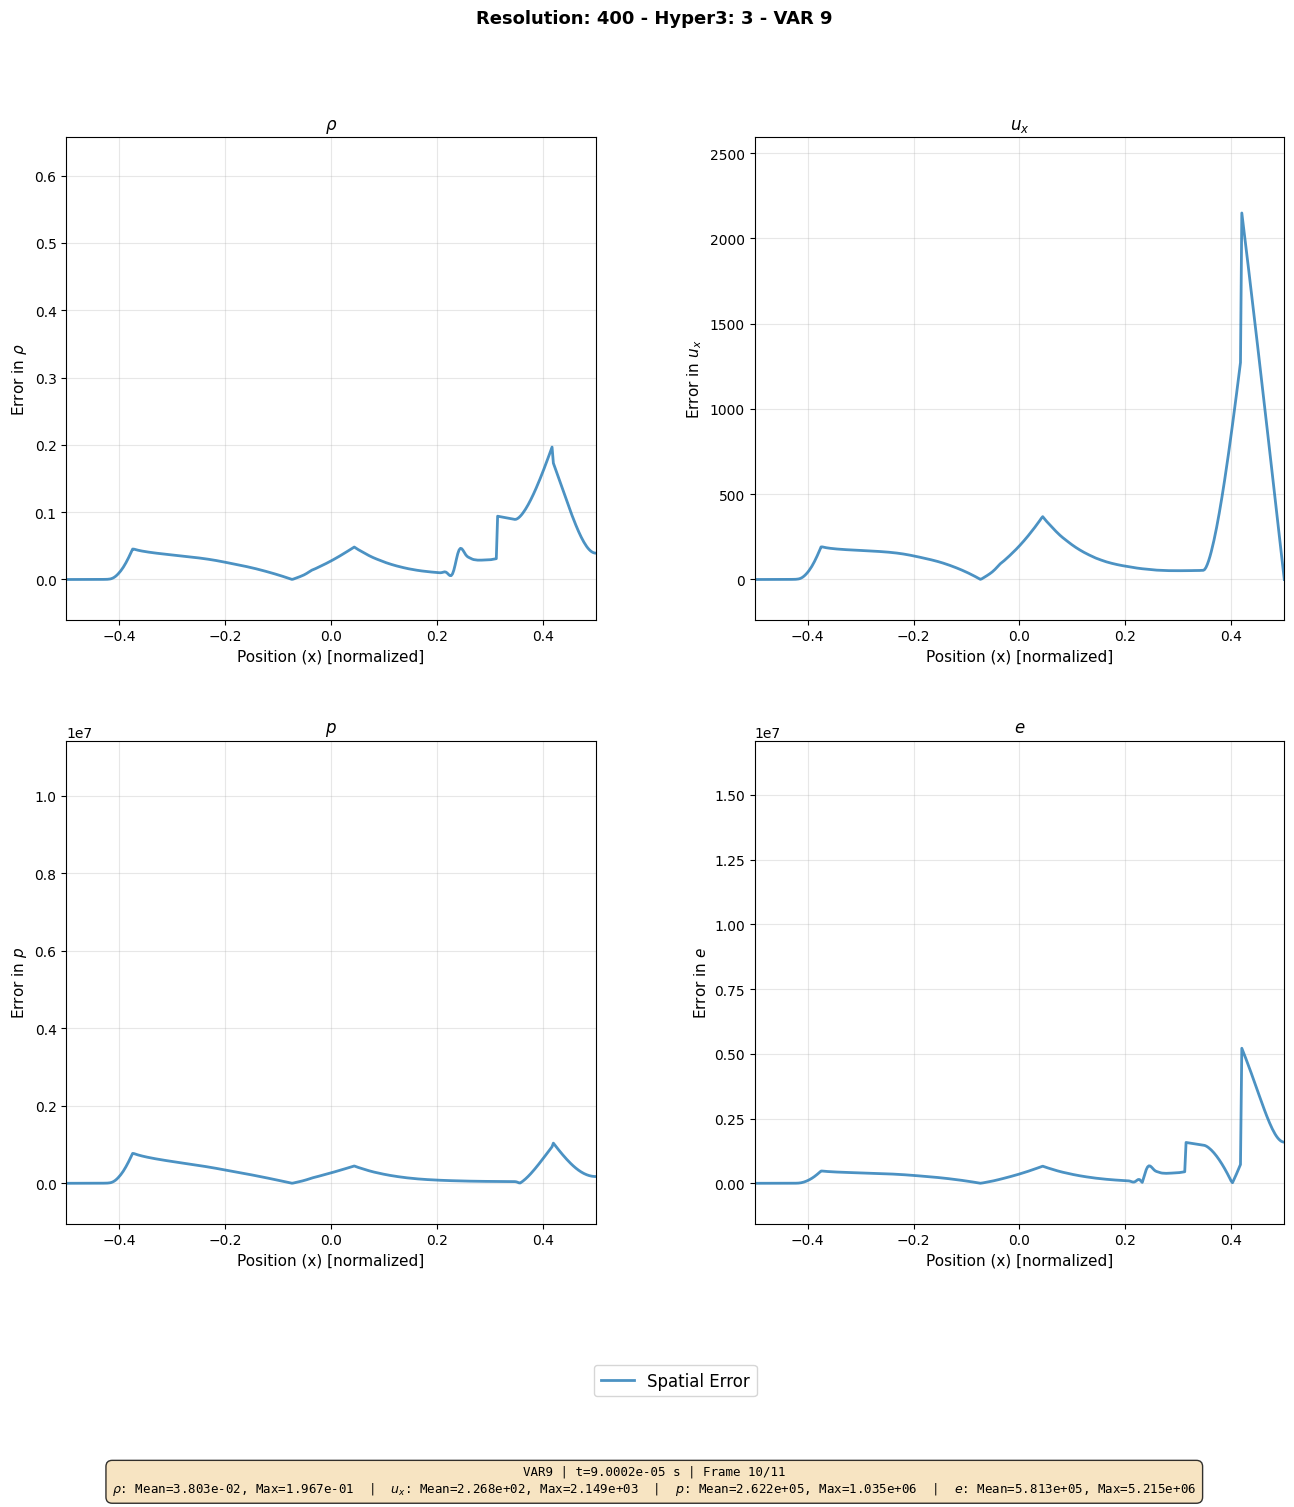 Resolution: 400 - Hyper3: 3 - VAR 9
ρ
0.6
0.5
0.4
0.3
0.2
0.1
0.0
Error in ρ
−0.4 −0.2 0.0 0.2 0.4
Position (x) [normalized]
u_x
2500
2000
1500
1000
500
0
Error in u_x
−0.4 −0.2 0.0 0.2 0.4
Position (x) [normalized]
p
1e7
1.0
0.8
0.6
0.4
0.2
0.0
Error in p
−0.4 −0.2 0.0 0.2 0.4
Position (x) [normalized]
e
1e7
1.50
1.25
1.00
0.75
0.50
0.25
0.00
Error in e
−0.4 −0.2 0.0 0.2 0.4
Position (x) [normalized]
Spatial Error
VAR9 | t=9.0002e-05 s | Frame 10/11
ρ: Mean=3.803e-02, Max=1.967e-01 | u_x: Mean=2.268e+02, Max=2.149e+03 | p: Mean=2.622e+05, Max=1.035e+06 | e: Mean=5.813e+05, Max=5.215e+06